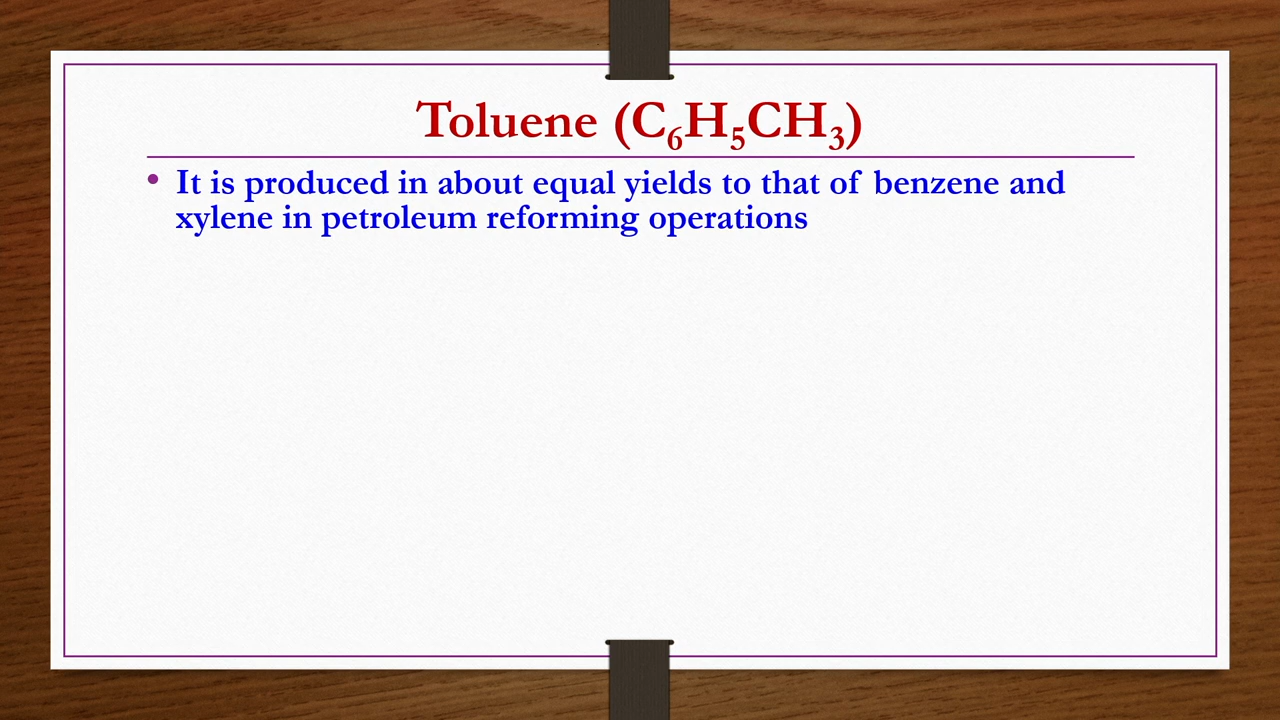 Toluene (C₆H₅CH₃)
• It is produced in about equal yields to that of benzene and
xylene in petroleum reforming operations